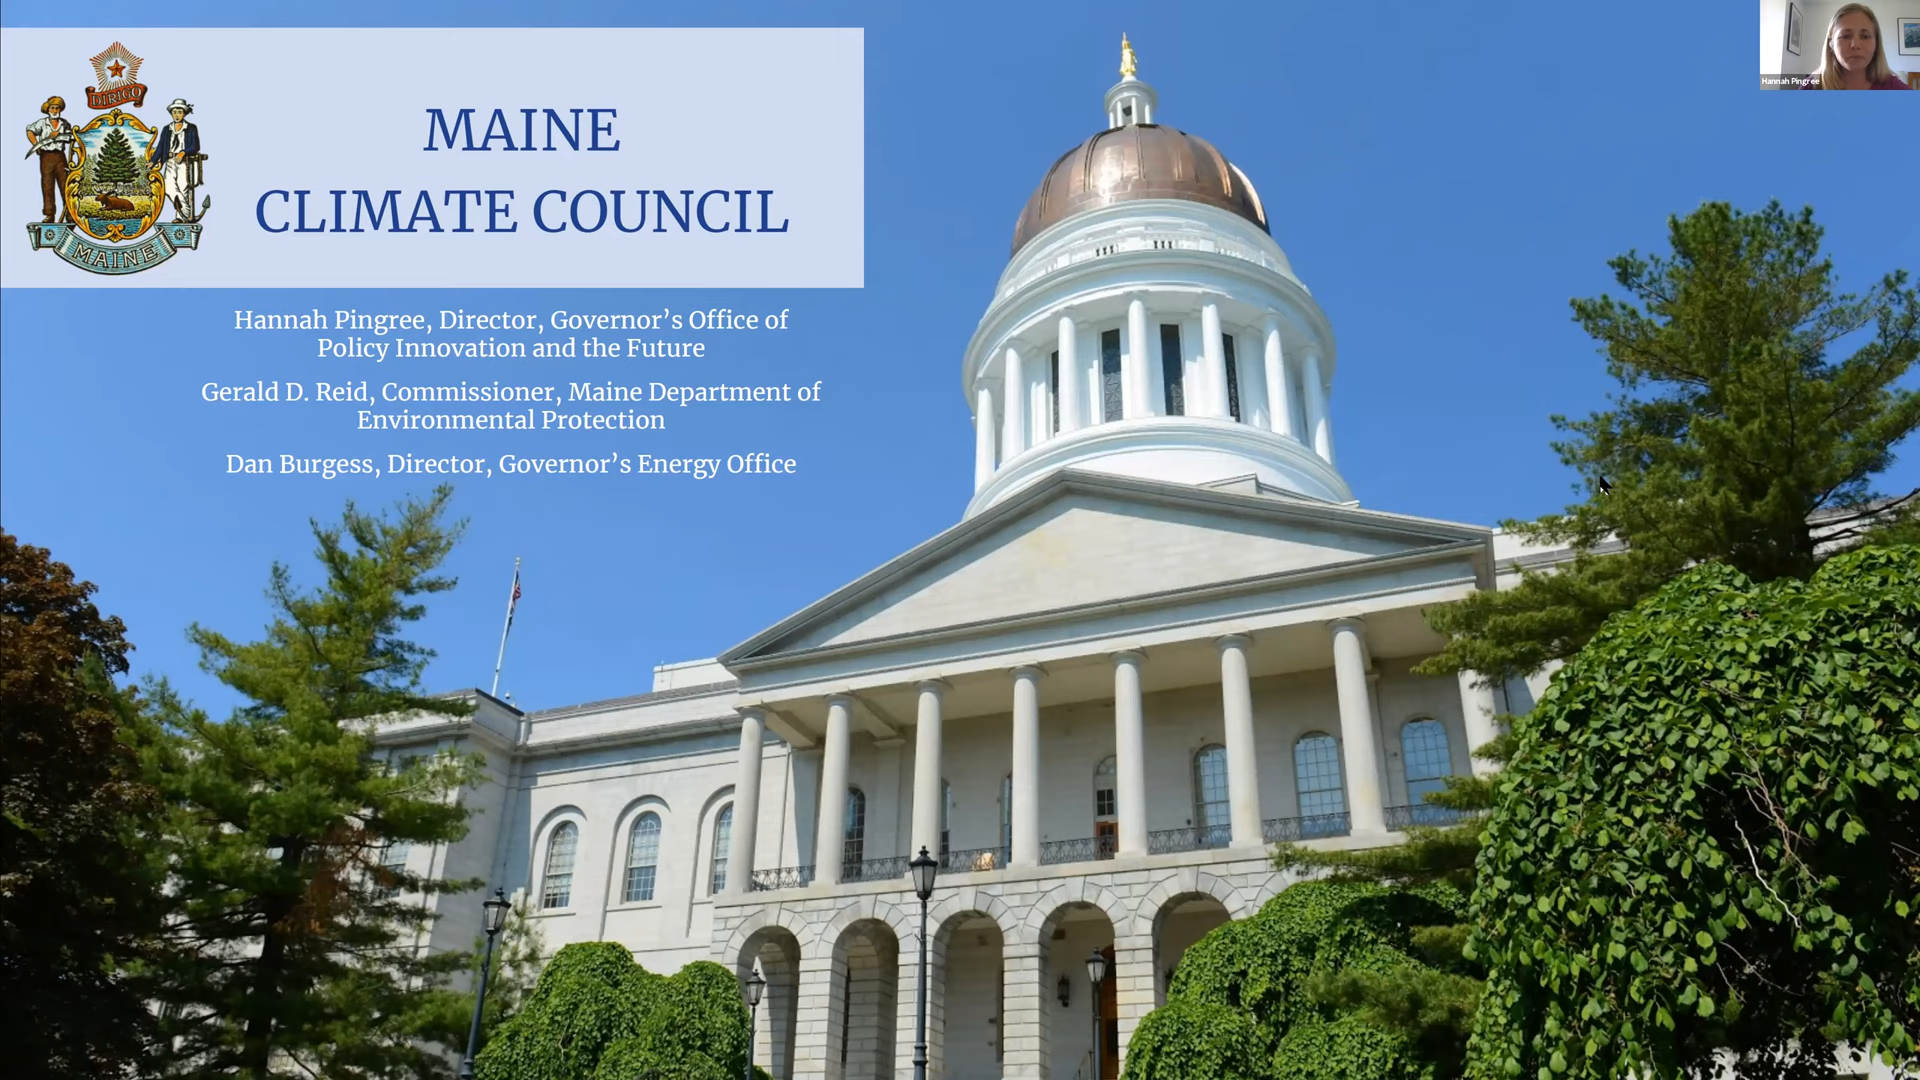 DIRIGO
MAINE
MAINE
CLIMATE COUNCIL
Hannah Pingree, Director, Governor’s Office of
Policy Innovation and the Future
Gerald D. Reid, Commissioner, Maine Department of
Environmental Protection
Dan Burgess, Director, Governor’s Energy Office
Hannah Pingree